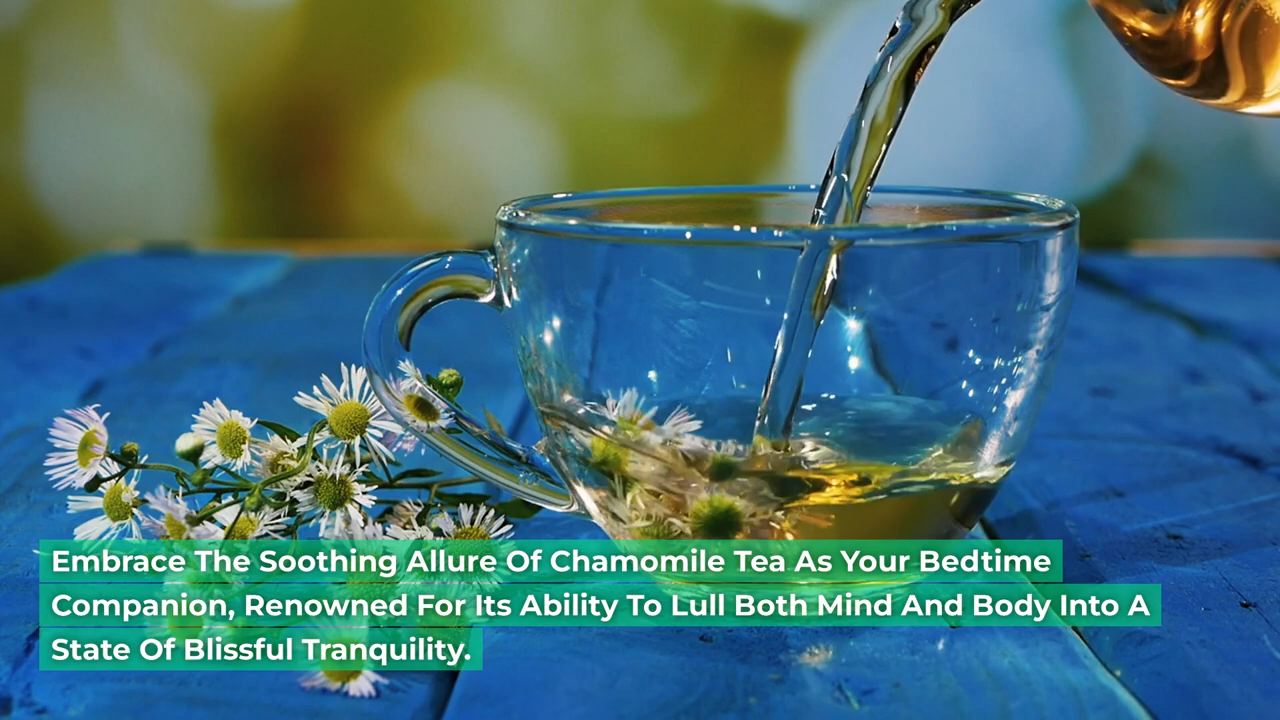 Embrace The Soothing Allure Of Chamomile Tea As Your Bedtime
Companion, Renowned For Its Ability To Lull Both Mind And Body Into A
State Of Blissful Tranquility.